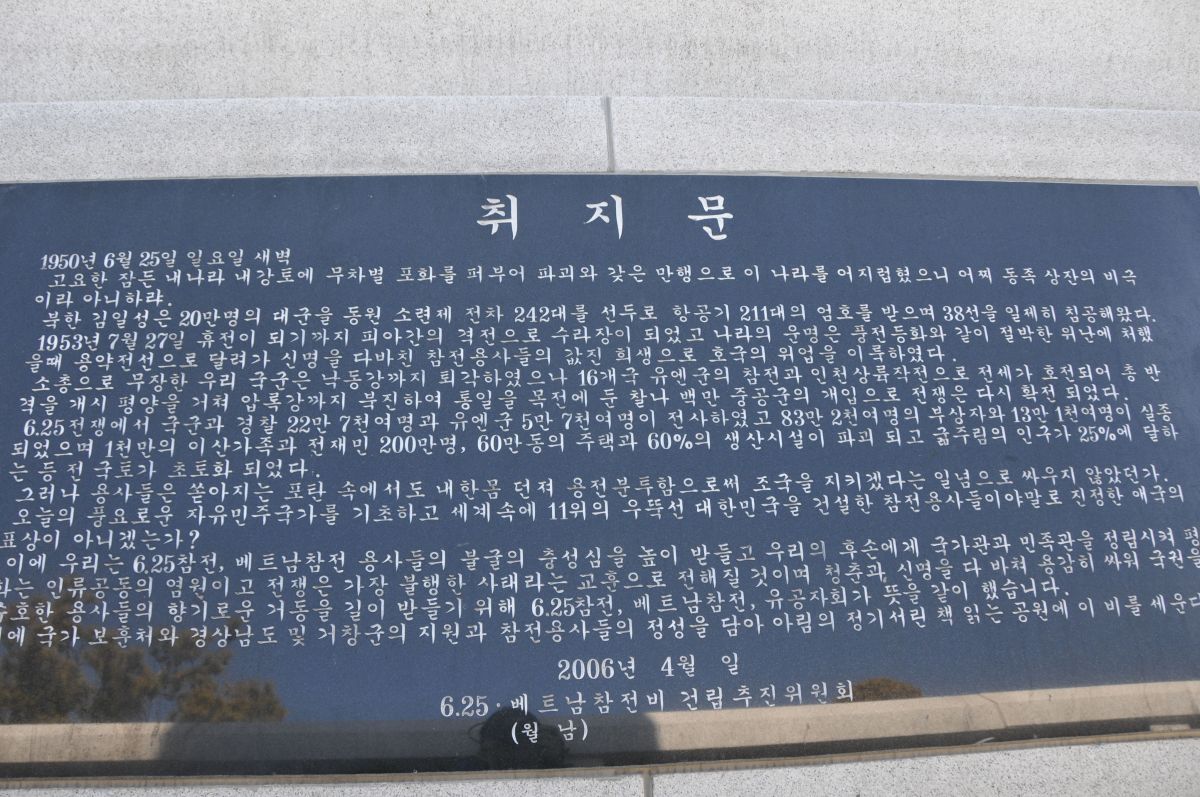 취 지 문
1950년 6월 25일 일요일 새벽
고요한 잠든 내나라 내강토에 무차별 포화를 퍼부어 파괴와 갖은 만행으로 이 나라를 어지럽혔으니 어찌 동족 상잔의 비극
이라 아니하랴.
북한 김일성은 20만명의 대군을 동원 소련제 전차 242대를 선두로 항공기 211대의 엄호를 받으며 38선을 일제히 침공해왔다.
1953년 7월 27일 휴전이 되기까지 피아간의 격전으로 수라장이 되었고 나라의 운명은 풍전등화와 같이 절박한 위난에 처했
을때 용약전선으로 달려가 신명을 다바친 참전용사들의 값진 희생으로 호국의 위업을 이룩하였다.
소총으로 무장한 우리 국군은 낙동강까지 퇴각하였으나 16개국 유엔군의 참전과 인천상륙작전으로 전세가 호전되어 총 반
격을 개시 평양을 거쳐 압록강까지 북진하여 통일을 목전에 둔 찰나 백만 중공군의 개입으로 전쟁은 다시 확전 되었다.
6.25전쟁에서 국군과 경찰 22만 7천여명과 유엔군 5만 7천여명이 전사하였고 83만 2천여명의 부상자와 13만 1천여명이 실종
되었으며 1천만의 이산가족과 전재민 200만명, 60만동의 주택과 60%의 생산시설이 파괴 되고 굶주림의 인구가 25%에 달하
는 등 전 국토가 초토화 되었다.
그러나 용사들은 쏟아지는 포탄 속에서도 내한몸 던져 용전분투함으로써 조국을 지키겠다는 일념으로 싸우지 않았던가.
오늘의 풍요로운 자유민주국가를 기초하고 세계속에 11위의 우뚝선 대한민국을 건설한 참전용사들이야말로 진정한 애국의
표상이 아니겠는가?
이에 우리는 6.25참전, 베트남참전 용사들의 불굴의 충성심을 높이 받들고 우리의 후손에게 국가관과 민족관을 정립시켜 평
화는 인류공동의 염원이고 전쟁은 가장 불행한 사태라는 교훈으로 전해질 것이며 청춘과 신명을 다 바쳐 용감히 싸워 국권을
수호한 용사들의 향기로운 거동을 길이 받들기 위해 6.25참전, 베트남참전, 유공자회가 뜻을 같이 했습니다.
에 국가 보훈처와 경상남도 및 거창군의 지원과 참전용사들의 정성을 담아 아림의 정기서린 책 읽는 공원에 이 비를 세운다
2006년 4월 일
6.25·베트남참전비 건립추진위원회
(월 남)